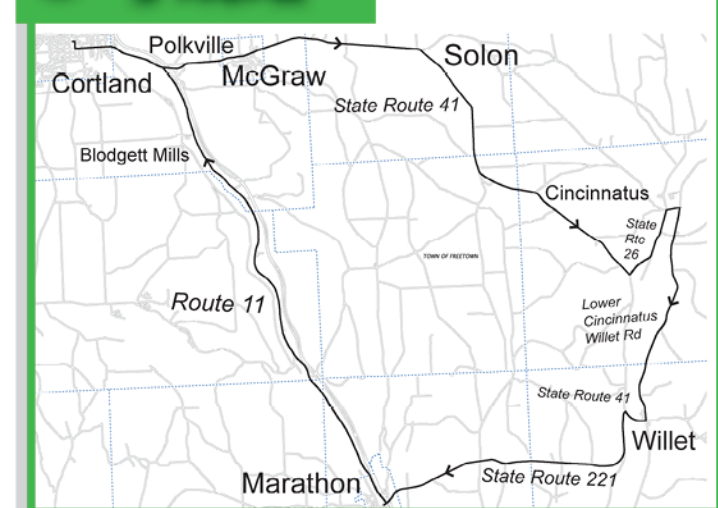 Polkville
Solon
McGraw
Cortland
State Route 41
Blodgett Mills
Cincinnatus
State
Rte
26
TOWN OF FREETOWN
Route 11
Lower
Cincinnatus
Willet Rd
State Route 41
Willet
State Route 221
Marathon